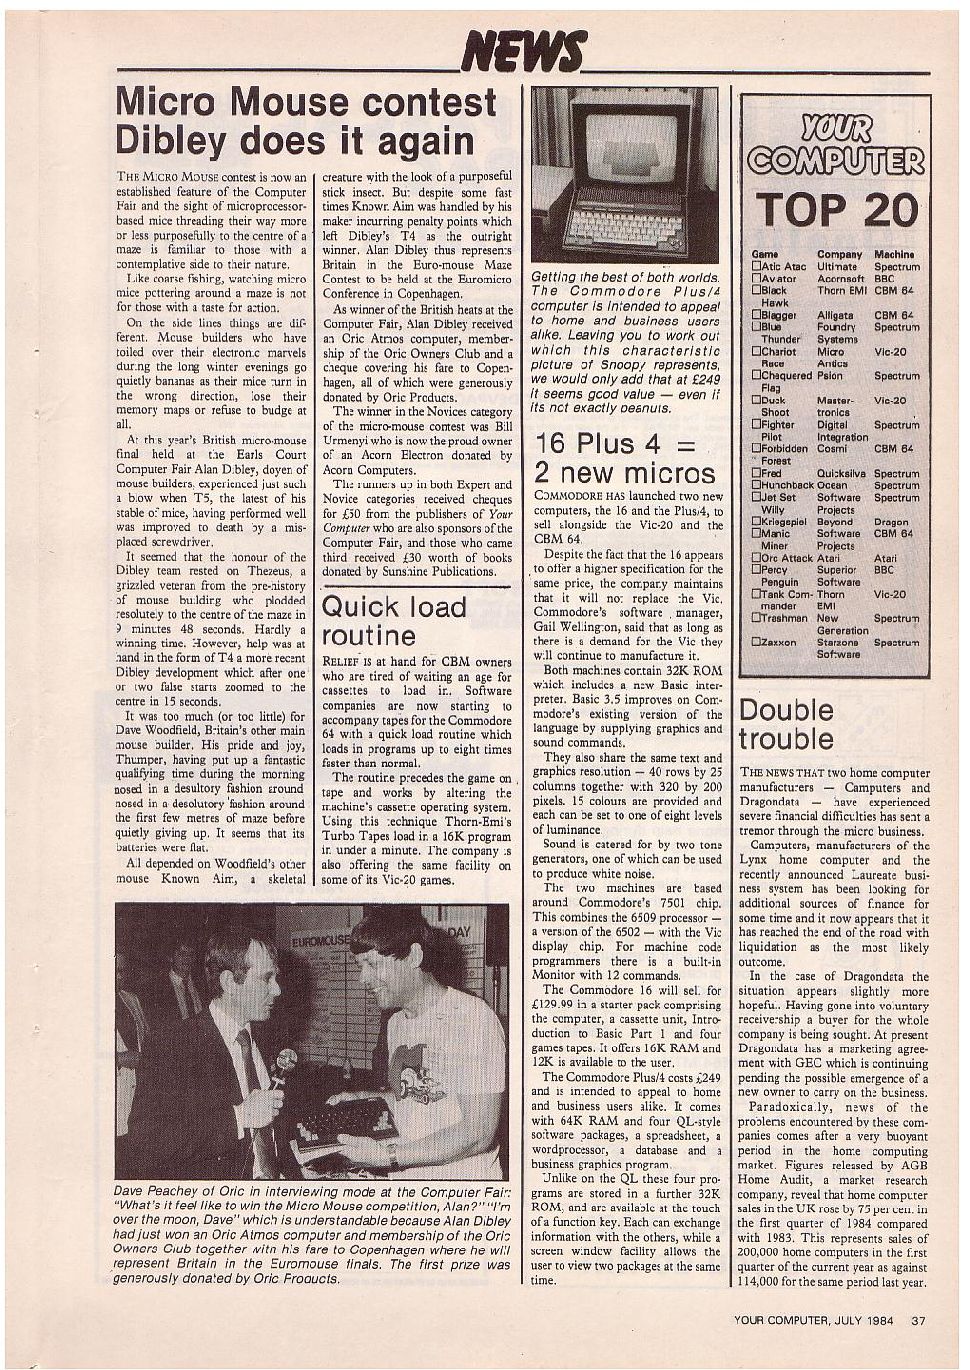 NEWS
Micro Mouse contest
Dibley does it again
THE MICRO MOUSE contest is now an
established feature of the Computer
Fair and the sight of microprocessor-
based mice threading their way more
or less purposefully to the centre of a
maze is familiar to those with a
contemplative side to their nature.
Like coarse fishing, watching micro
mice pottering around a maze is not
for those with a taste for action.
On the side lines things are dif-
ferent. Mouse builders who have
toiled over their electronic marvels
during the long winter evenings go
quietly bananas as their mice turn in
the wrong direction, lose their
memory maps or refuse to budge at
all.
At this year's British micro-mouse
final held at the Earls Court
Computer Fair Alan Dibley, doyen of
mouse builders, experienced just such
a blow when T5, the latest of his
stable of mice, having performed well
was improved to death by a mis-
placed screwdriver.
It seemed that the honour of the
Dibley team rested on Thezeus, a
grizzled veteran from the pre-history
of mouse building who plodded
resolutely to the centre of the maze in
9 minutes 48 seconds. Hardly a
winning time. However, help was at
hand in the form of T4 a more recent
Dibley development which after one
or two false starts zoomed to the
centre in 15 seconds.
It was too much (or too little) for
Dave Woodfield, Britain's other main
mouse builder. His pride and joy,
Thumper, having put up a fantastic
qualifying time during the morning
nosed in a desultory fashion around
nosed in a desolutory fashion around
the first few metres of maze before
quietly giving up. It seems that its
batteries were flat.
All depended on Woodfield's other
mouse Known Aim, a skeletal
creature with the look of a purposeful
stick insect. But despite some fast
times Known Aim was handled by his
maker incurring penalty points which
left Dibley's T4 as the outright
winner. Alan Dibley thus represents
Britain in the Euro-mouse Maze
Contest to be held at the Euromicro
Conference in Copenhagen.
As winner of the British heats at the
Computer Fair, Alan Dibley received
an Oric Atmos computer, member-
ship of the Oric Owners Club and a
cheque covering his fare to Copen-
hagen, all of which were generously
donated by Oric Products.
The winner in the Novices category
of the micro-mouse contest was Bill
Urmenyi who is now the proud owner
of an Acorn Electron donated by
Acorn Computers.
The runners up in both Expert and
Novice categories received cheques
for £50 from the publishers of Your
Computer who are also sponsors of the
Computer Fair, and those who came
third received £30 worth of books
donated by Sunshine Publications.
Quick load
routine
RELIEF IS at hand for CBM owners
who are tired of waiting an age for
cassettes to load in. Software
companies are now starting to
accompany tapes for the Commodore
64 with a quick load routine which
loads in programs up to eight times
faster than normal.
The routine precedes the game on
tape and works by altering the
machine's cassette operating system.
Using this technique Thorn-Emi's
Turbo Tapes load in a 16K program
in under a minute. The company is
also offering the same facility on
some of its Vic-20 games.
EUROMOUSE DAY
Dave Peachey of Oric in interviewing mode at the Computer Fair:
"What's it feel like to win the Micro Mouse competition, Alan?" "I'm
over the moon, Dave" which is understandable because Alan Dibley
had just won an Oric Atmos computer and membership of the Oric
Owners Club together with his fare to Copenhagen where he will
represent Britain in the Euromouse finals. The first prize was
generously donated by Oric Products.
Getting the best of both worlds.
The Commodore Plus/4
computer is intended to appeal
to home and business users
alike. Leaving you to work out
which this characteristic
picture of Snoopy represents,
we would only add that at £249
it seems good value — even if
its not exactly peanuts.
16 Plus 4 =
2 new micros
COMMODORE HAS launched two new
computers, the 16 and the Plus/4, to
sell alongside the Vic-20 and the
CBM 64.
Despite the fact that the 16 appears
to offer a higher specification for the
same price, the company maintains
that it will not replace the Vic.
Commodore's software manager,
Gail Wellington, said that as long as
there is a demand for the Vic they
will continue to manufacture it.
Both machines contain 32K ROM
which includes a new Basic inter-
preter. Basic 3.5 improves on Com-
modore's existing version of the
language by supplying graphics and
sound commands.
They also share the same text and
graphics resolution — 40 rows by 25
columns together with 320 by 200
pixels. 15 colours are provided and
each can be set to one of eight levels
of luminance.
Sound is catered for by two tone
generators, one of which can be used
to produce white noise.
The two machines are based
around Commodore's 7501 chip.
This combines the 6509 processor —
a version of the 6502 — with the Vic
display chip. For machine code
programmers there is a built-in
Monitor with 12 commands.
The Commodore 16 will sell for
£129.99 in a starter pack comprising
the computer, a cassette unit, Intro-
duction to Basic Part 1 and four
games tapes. It offers 16K RAM and
12K is available to the user.
The Commodore Plus/4 costs £249
and is intended to appeal to home
and business users alike. It comes
with 64K RAM and four QL-style
software packages, a spreadsheet, a
wordprocessor, a database and a
business graphics program.
Unlike on the QL these four pro-
grams are stored in a further 32K
ROM, and are available at the touch
of a function key. Each can exchange
information with the others, while a
screen window facility allows the
user to view two packages at the same
time.
YOUR
COMPUTER
TOP 20
Game Company Machine
Atic Atac Ultimate Spectrum
Aviator Acornsoft BBC
Black Thorn EMI CBM 64
Hawk
Blagger Alligata CBM 64
Blue Foundry Spectrum
Thunder Systems
Chariot Micro Vic-20
Race Antics
Chequered Psion Spectrum
Flag
Duck Master- Vic-20
Shoot tronics
Fighter Digital Spectrum
Pilot Integration
Forbidden Cosmi CBM 64
Forest
Fred Quicksilva Spectrum
Hunchback Ocean Spectrum
Jet Set Software Spectrum
Willy Projects
Kriegspiel Beyond Dragon
Manic Software CBM 64
Miner Projects
Orc Attack Atari Atari
Percy Superior BBC
Penguin Software
Tank Com- Thorn Vic-20
mander EMI
Trashman New Spectrum
Generation
Zaxxon Starzone Spectrum
Software
Double
trouble
THE NEWS THAT two home computer
manufacturers — Camputers and
Dragondata — have experienced
severe financial difficulties has sent a
tremor through the micro business.
Camputers, manufacturers of the
Lynx home computer and the
recently announced Laureate busi-
ness system has been looking for
additional sources of finance for
some time and it now appears that it
has reached the end of the road with
liquidation as the most likely
outcome.
In the case of Dragondata the
situation appears slightly more
hopeful. Having gone into voluntary
receivership a buyer for the whole
company is being sought. At present
Dragondata has a marketing agree-
ment with GEC which is continuing
pending the possible emergence of a
new owner to carry on the business.
Paradoxically, news of the
problems encountered by these com-
panies comes after a very buoyant
period in the home computing
market. Figures released by AGB
Home Audit, a market research
company, reveal that home computer
sales in the UK rose by 75 per cent in
the first quarter of 1984 compared
with 1983. This represents sales of
200,000 home computers in the first
quarter of the current year as against
114,000 for the same period last year.
YOUR COMPUTER, JULY 1984 37